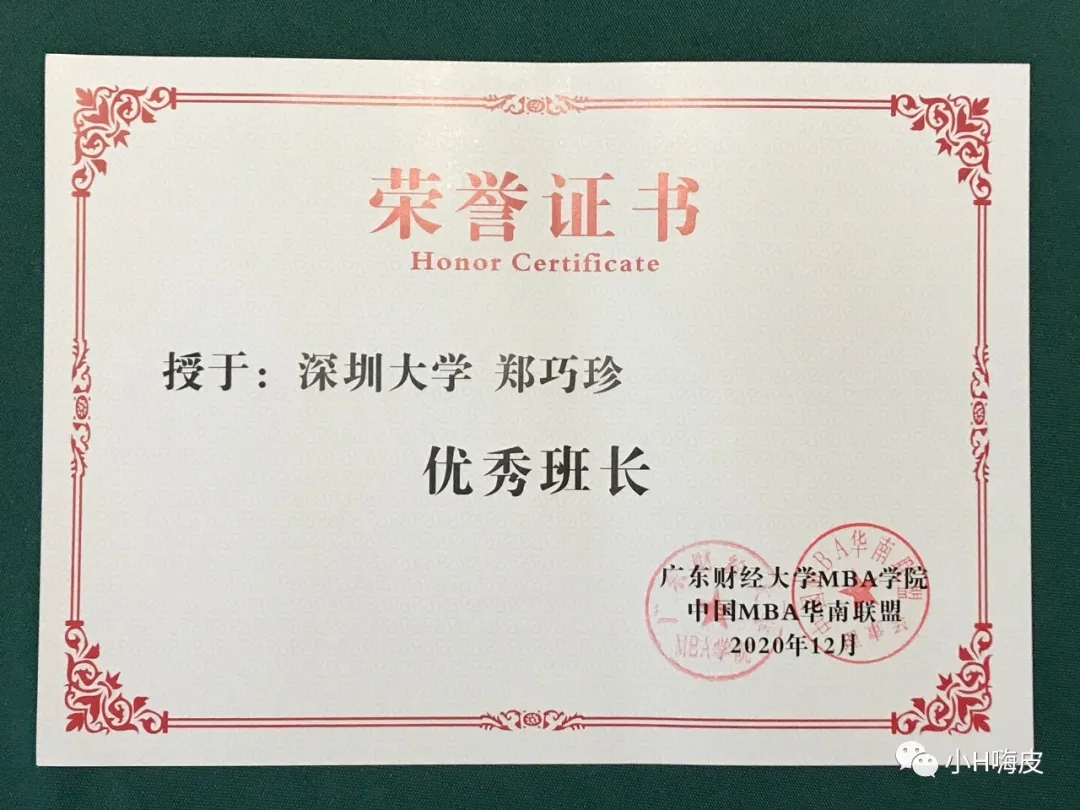 荣誉证书
Honor Certificate
授于：深圳大学 郑巧珍
优秀班长
广东财经大学MBA学院
中国MBA华南联盟
2020年12月
小H嗨皮